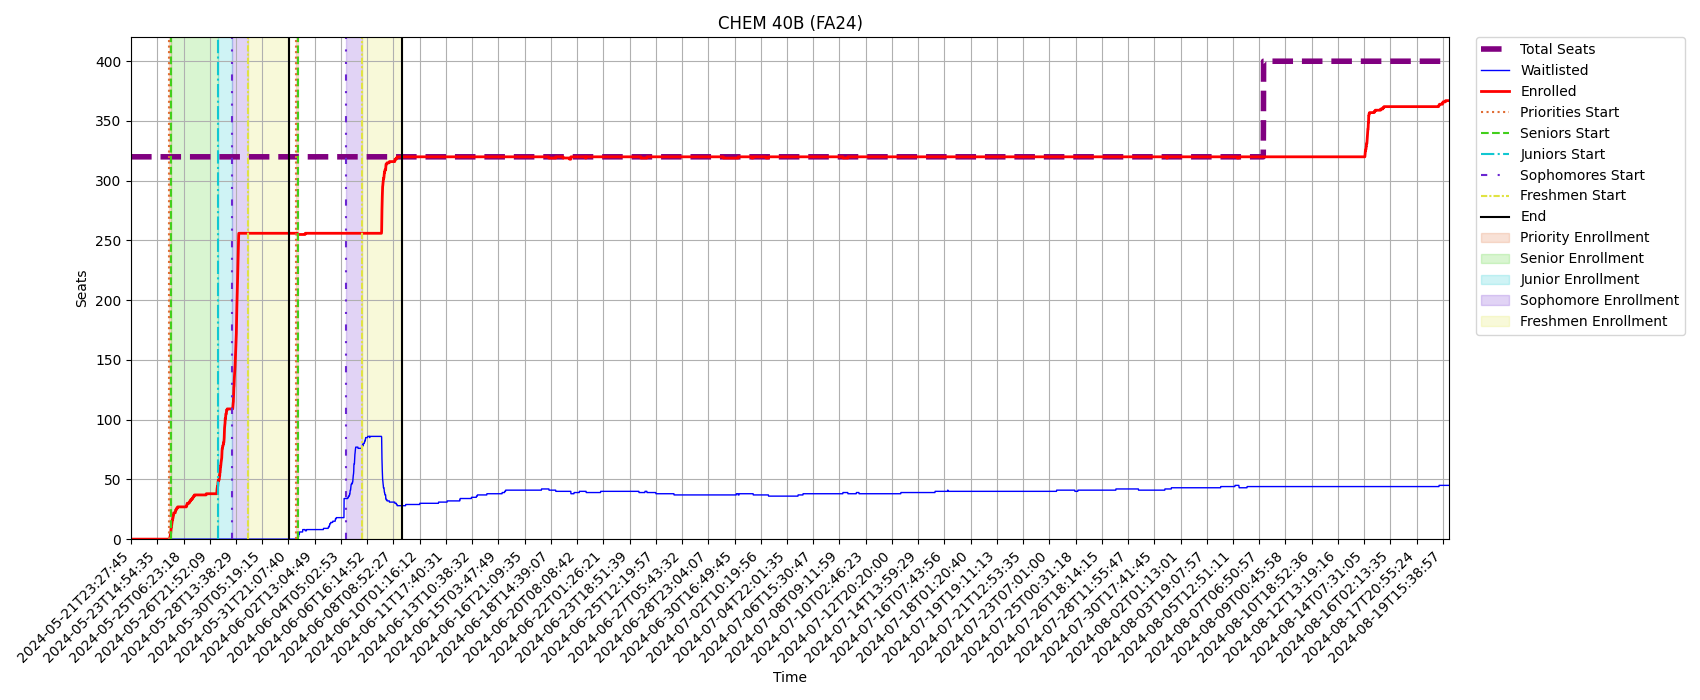 CHEM 40B (FA24)
Seats
400
350
300
250
200
150
100
50
0
2024-05-21T23:27:45
2024-05-23T14:54:35
2024-05-25T06:23:18
2024-05-26T21:52:09
2024-05-28T13:38:29
2024-05-30T05:19:15
2024-05-31T21:07:40
2024-06-02T13:04:49
2024-06-04T05:02:53
2024-06-06T16:14:52
2024-06-08T08:52:27
2024-06-10T01:16:12
2024-06-11T17:40:31
2024-06-13T10:38:32
2024-06-15T03:47:49
2024-06-16T21:09:35
2024-06-18T14:39:07
2024-06-20T08:08:42
2024-06-22T01:26:21
2024-06-23T18:51:39
2024-06-25T12:19:57
2024-06-27T05:43:32
2024-06-28T23:04:07
2024-06-30T16:49:45
2024-07-02T10:19:56
2024-07-04T22:01:35
2024-07-06T15:30:47
2024-07-08T09:11:59
2024-07-10T02:46:23
2024-07-12T20:20:00
2024-07-14T13:59:29
2024-07-16T07:43:56
2024-07-18T01:20:40
2024-07-19T19:11:13
2024-07-21T12:53:35
2024-07-23T07:01:00
2024-07-25T00:31:18
2024-07-26T18:14:15
2024-07-28T11:55:47
2024-07-30T17:41:45
2024-08-02T01:13:01
2024-08-03T19:07:57
2024-08-05T12:51:11
2024-08-07T06:50:57
2024-08-09T00:45:58
2024-08-10T18:52:36
2024-08-12T13:19:16
2024-08-14T07:31:05
2024-08-16T02:13:35
2024-08-17T20:55:24
2024-08-19T15:38:57
Time
Total Seats
Waitlisted
Enrolled
Priorities Start
Seniors Start
Juniors Start
Sophomores Start
Freshmen Start
End
Priority Enrollment
Senior Enrollment
Junior Enrollment
Sophomore Enrollment
Freshmen Enrollment